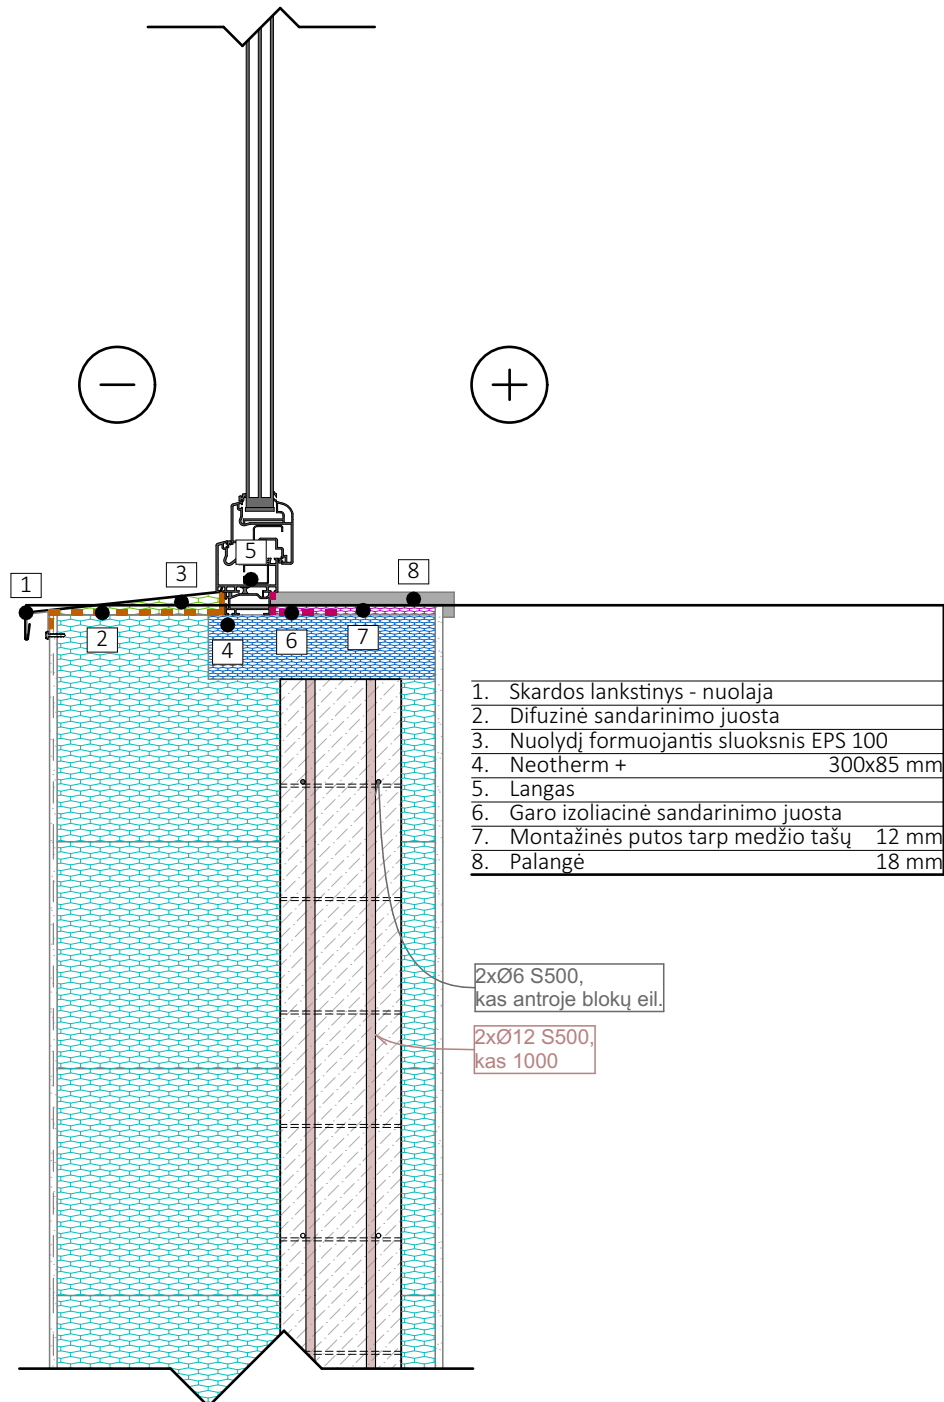 1
3
5
8
2
4
6
7
1. Skardos lankstinys - nuolaja
2. Difuzinė sandarinimo juosta
3. Nuolydį formuojantis sluoksnis EPS 100
4. Neotherm + 300x85 mm
5. Langas
6. Garo izoliacinė sandarinimo juosta
7. Montažinės putos tarp medžio tašų 12 mm
8. Palangė 18 mm
2xØ6 S500,
kas antroje blokų eil.
2xØ12 S500,
kas 1000